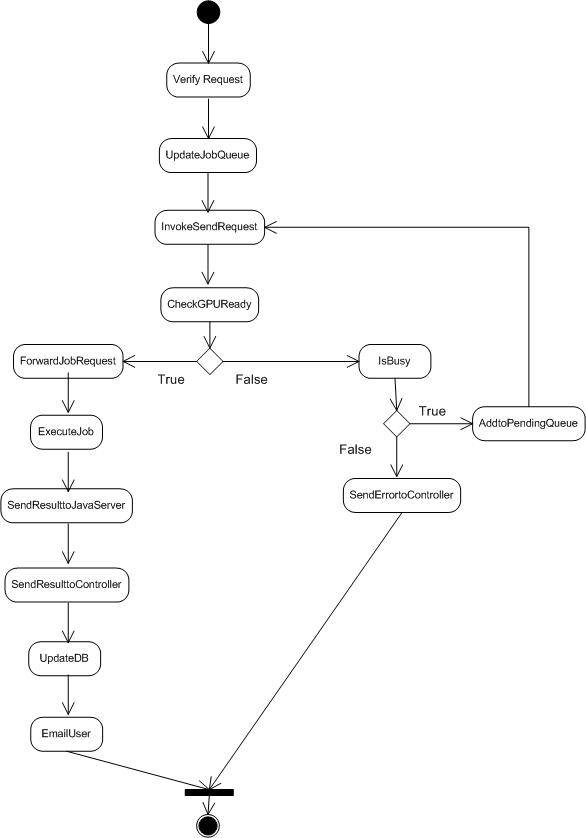 Verify Request
UpdateJobQueue
InvokeSendRequest
CheckGPUReady
ForwardJobRequest
IsBusy
True
False
True
AddtoPendingQueue
ExecuteJob
False
SendResulttoJavaServer
SendErrortoController
SendResulttoController
UpdateDB
EmailUser